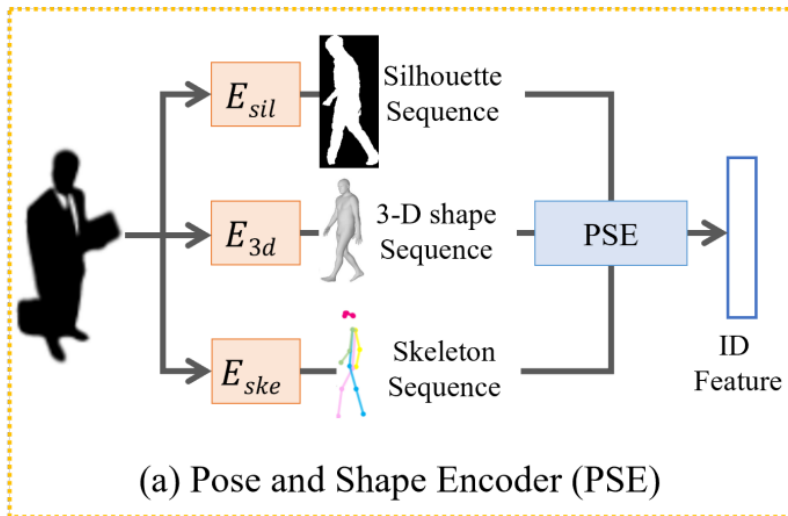 E_sil
Silhouette
Sequence
E_3d
3-D shape
Sequence
PSE
E_ske
Skeleton
Sequence
ID
Feature
(a) Pose and Shape Encoder (PSE)